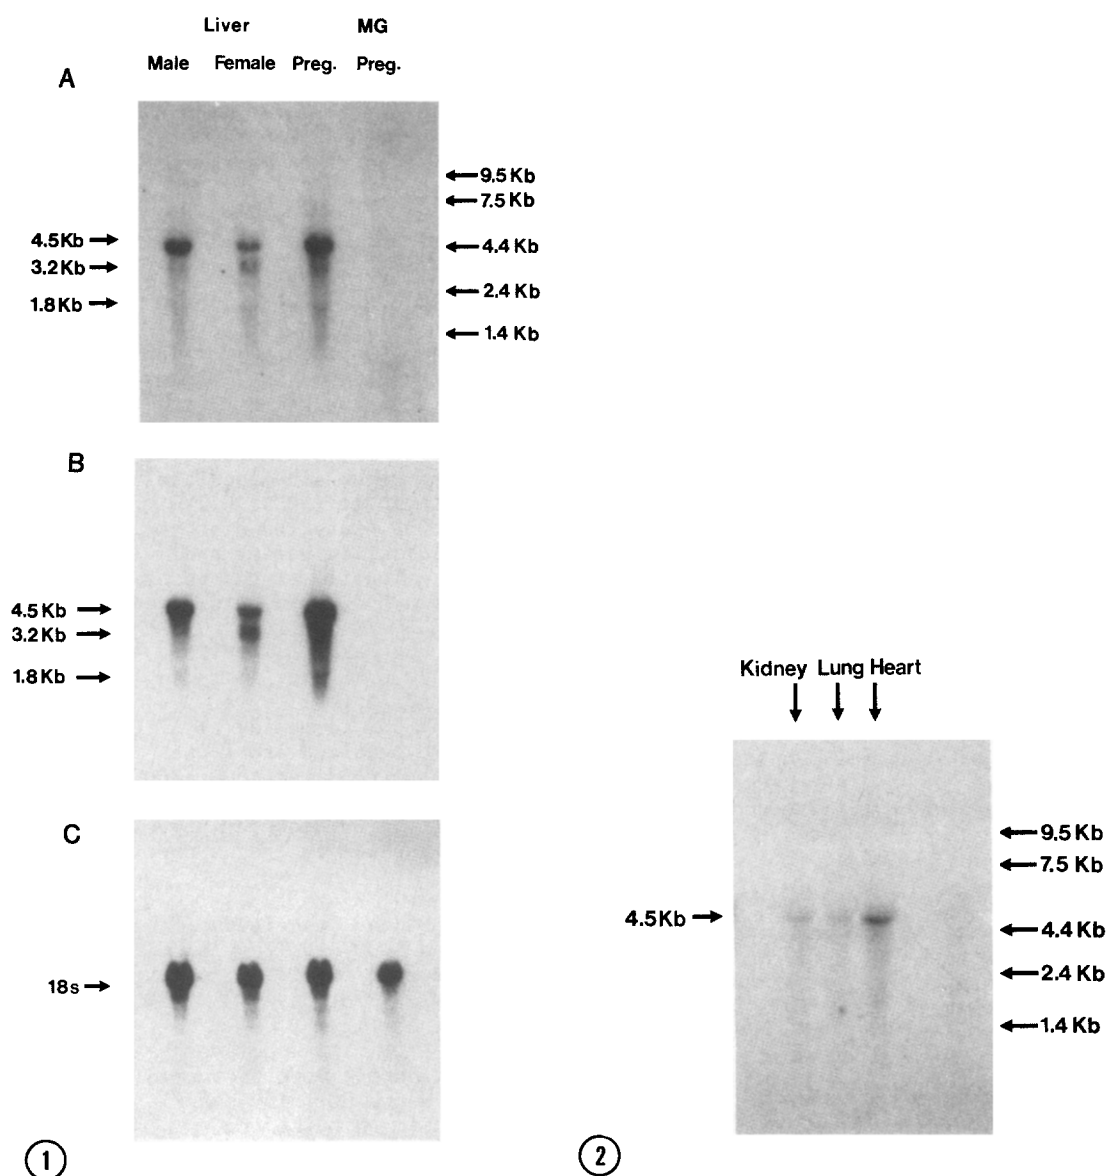 Liver MG
Male Female Preg. Preg.
A
9.5 Kb
7.5 Kb
4.5Kb
4.4 Kb
3.2Kb
2.4 Kb
1.8Kb
1.4 Kb
B
4.5 Kb
3.2Kb
1.8 Kb
C
18s
1
Kidney Lung Heart
9.5 Kb
7.5 Kb
4.5Kb
4.4 Kb
2.4 Kb
1.4 Kb
2